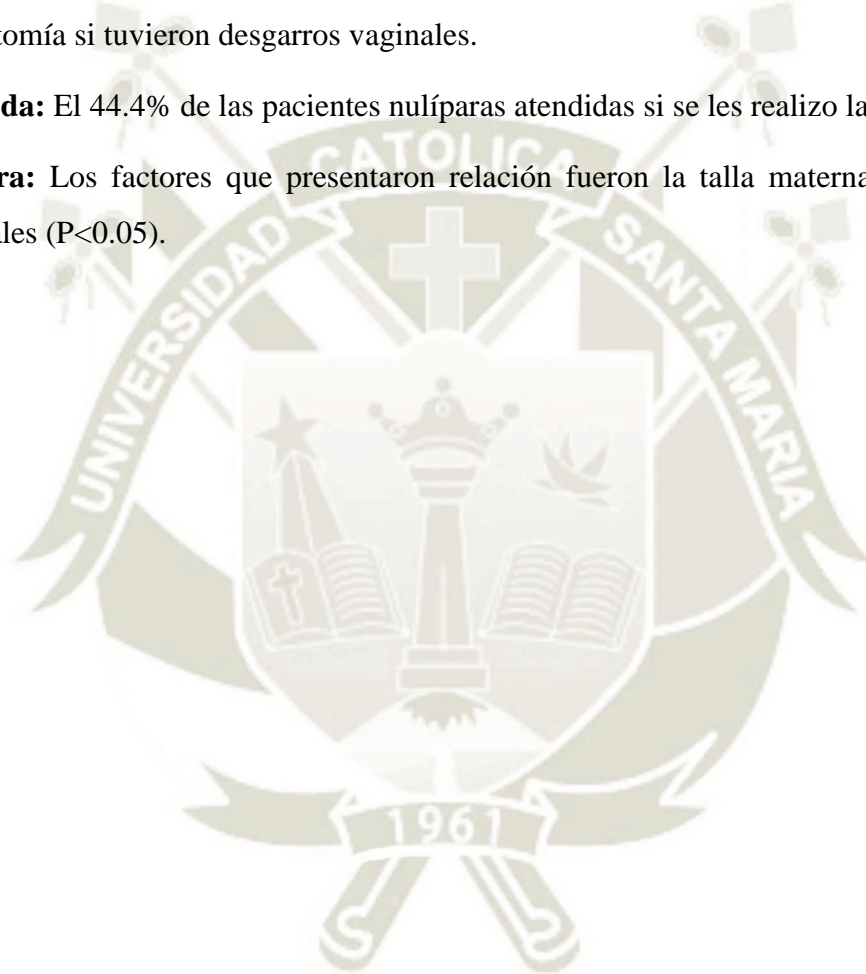 tomía si tuvieron desgarros vaginales.
da: El 44.4% de las pacientes nulíparas atendidas si se les realizo la
ra: Los factores que presentaron relación fueron la talla materna
ales (P<0.05).
UNIVERSIDAD CATOLICA SANTA MARIA
1961